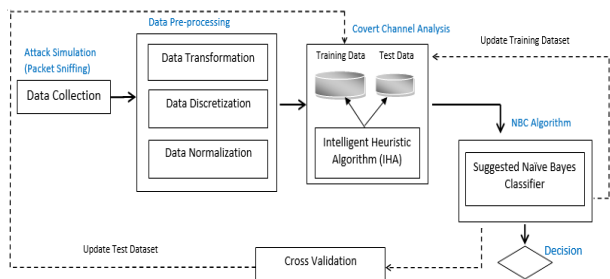 Data Pre-processing
Covert Channel Analysis
Update Training Dataset
Attack Simulation
(Packet Sniffing)
Data Collection
Data Transformation
Data Discretization
Data Normalization
Training Data
Test Data
Intelligent Heuristic
Algorithm (IHA)
NBC Algorithm
Suggested Naïve Bayes
Classifier
Decision
Update Test Dataset
Cross Validation